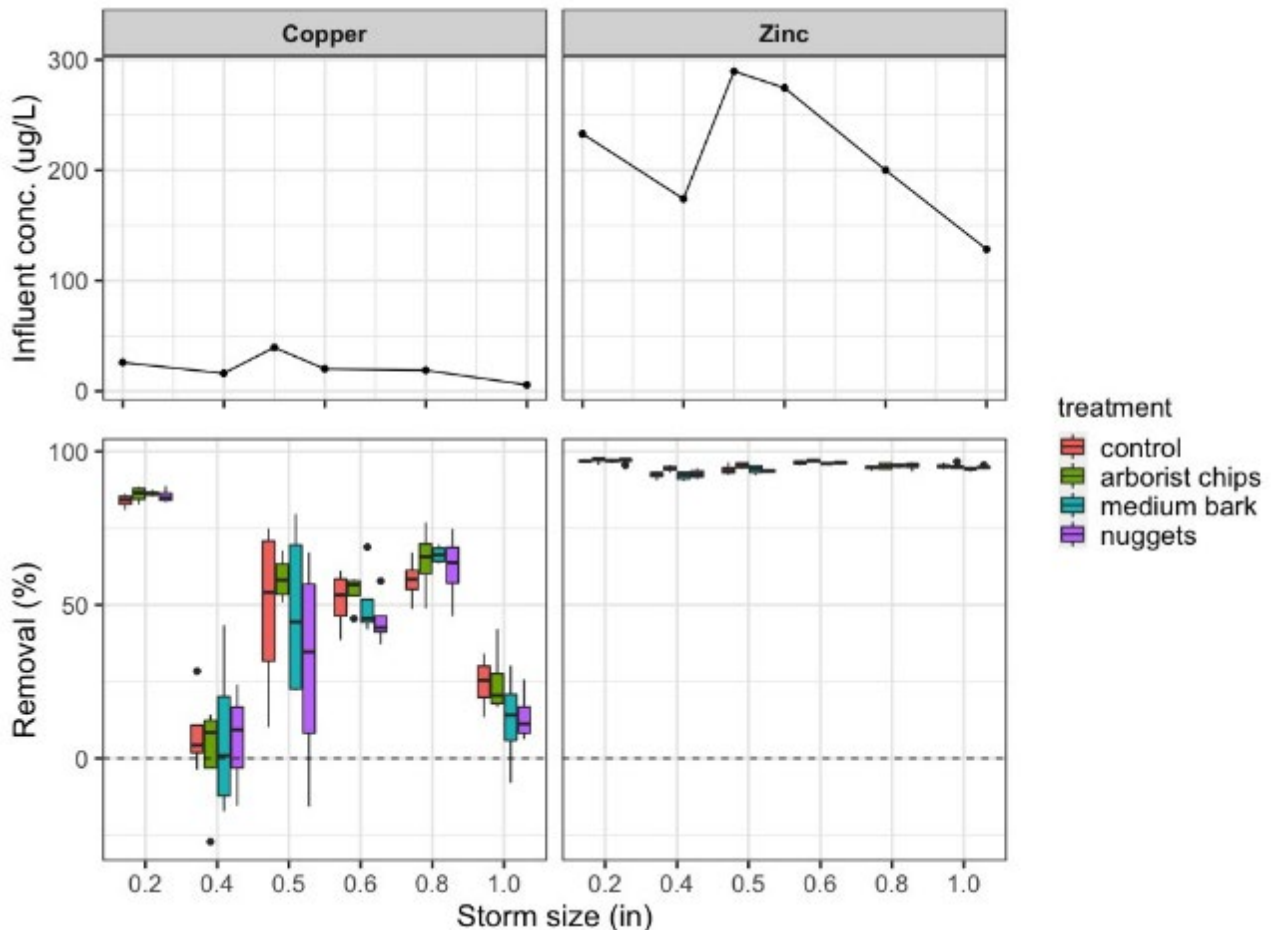 Copper
Zinc
Influent conc. (ug/L)
300
200
100
0
Removal (%)
100
50
0
0.2 0.4 0.5 0.6 0.8 1.0
0.2 0.4 0.5 0.6 0.8 1.0
Storm size (in)
treatment
control
arborist chips
medium bark
nuggets